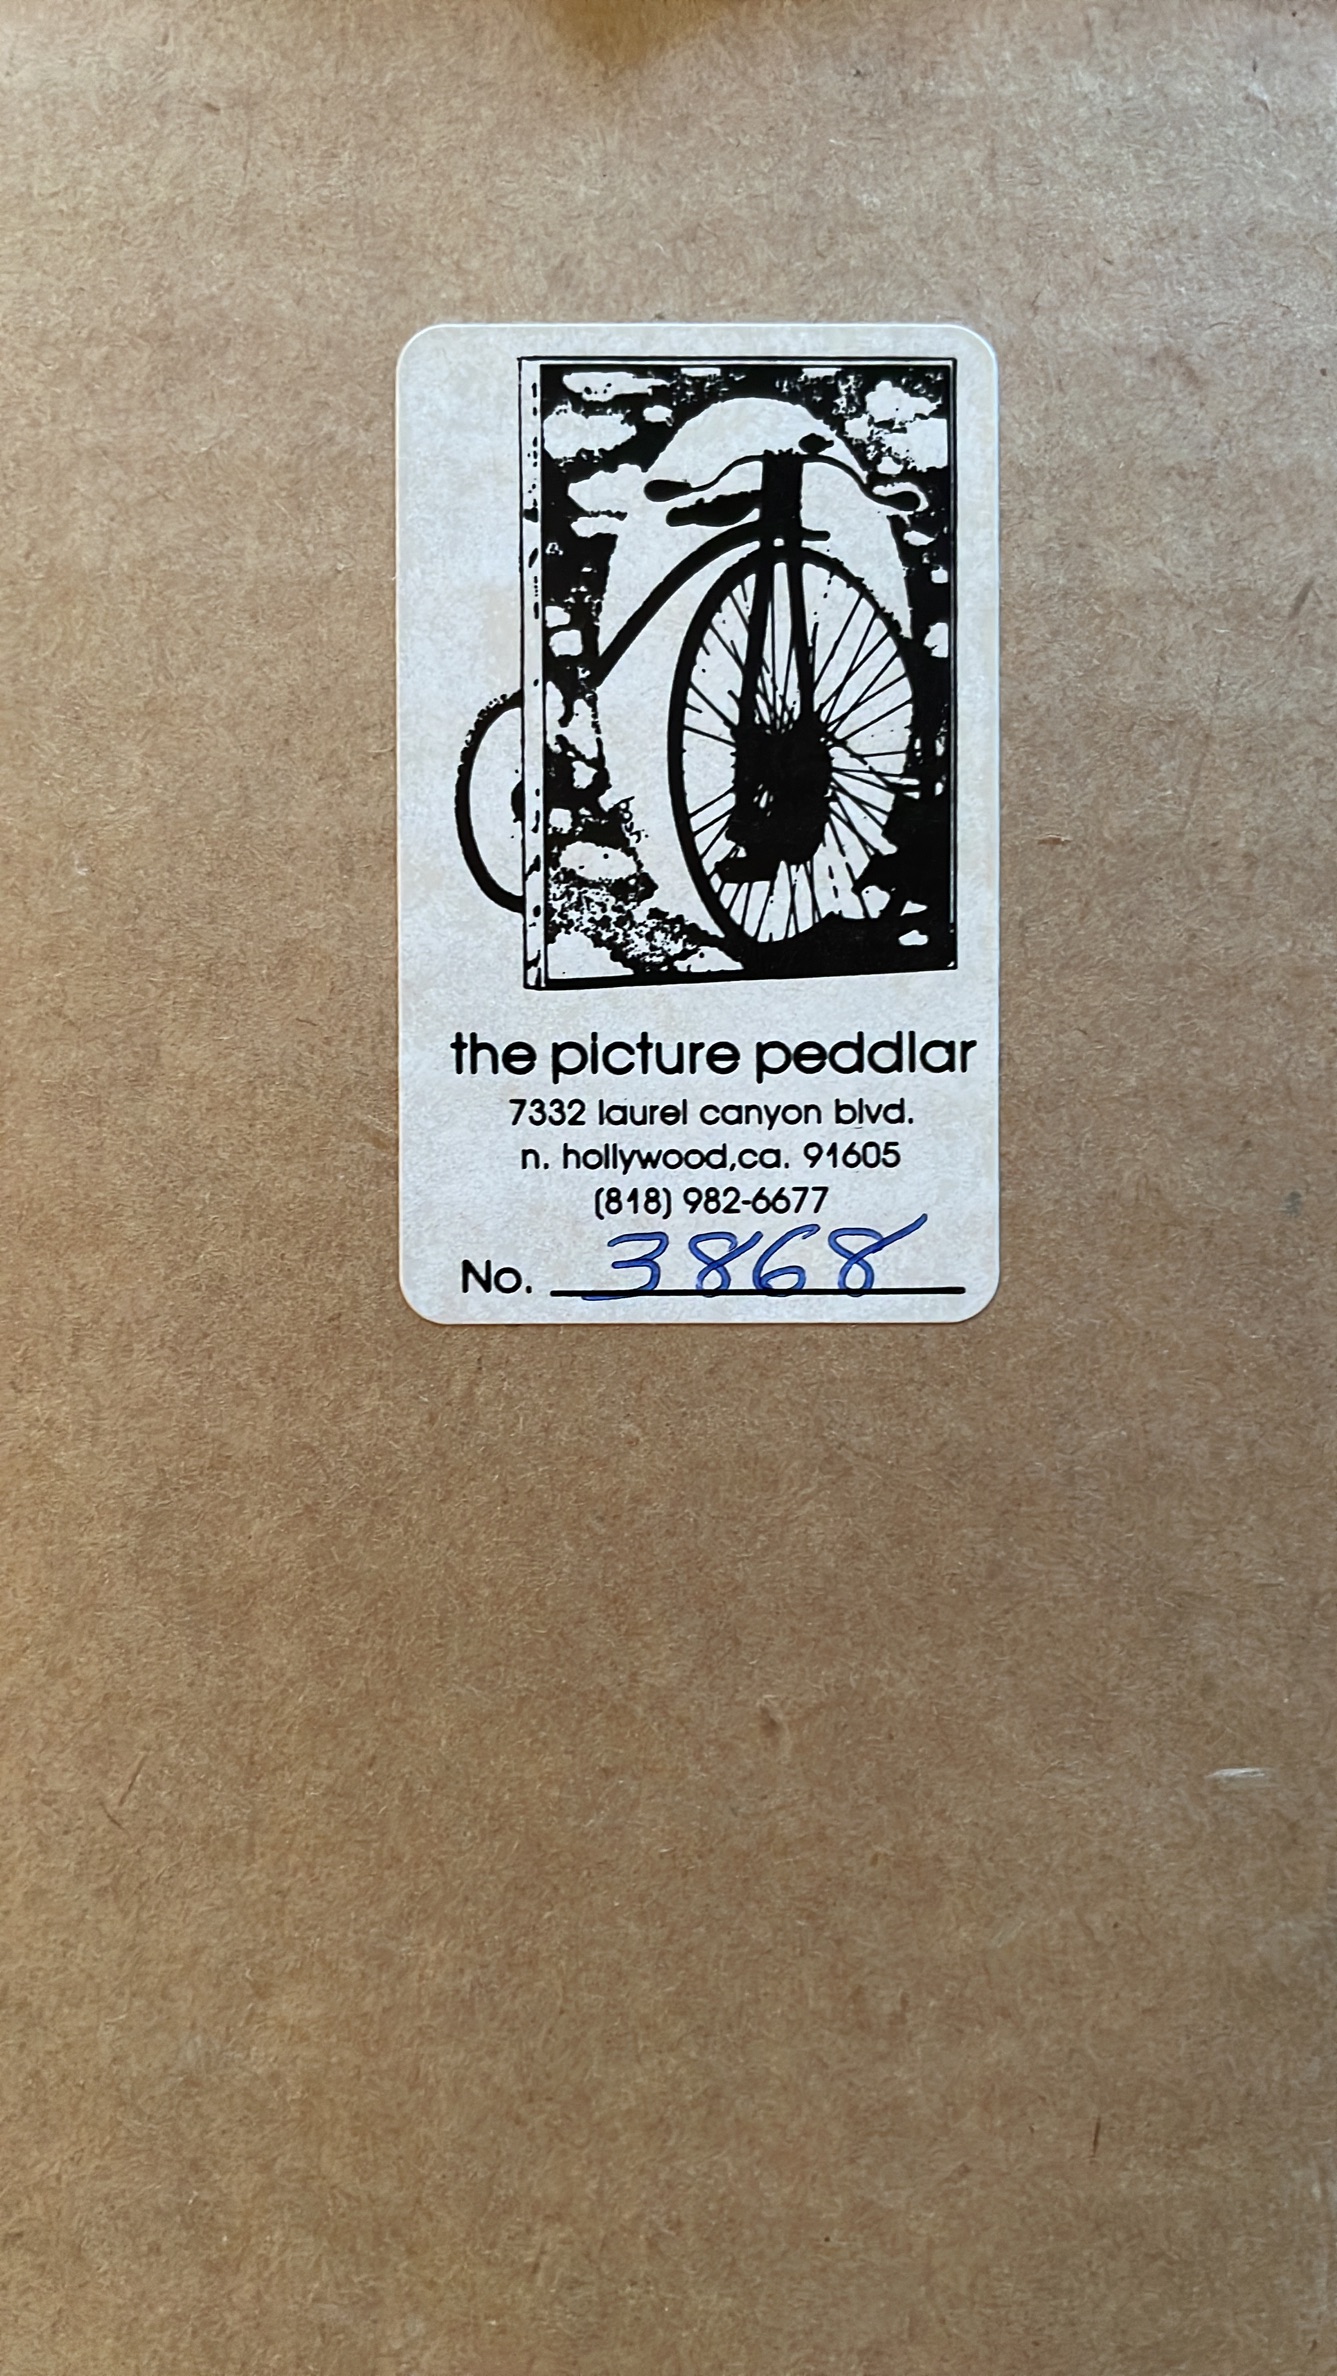 the picture peddlar
7332 laurel canyon blvd.
n. hollywood,ca. 91605
(818) 982-6677
No. 3868